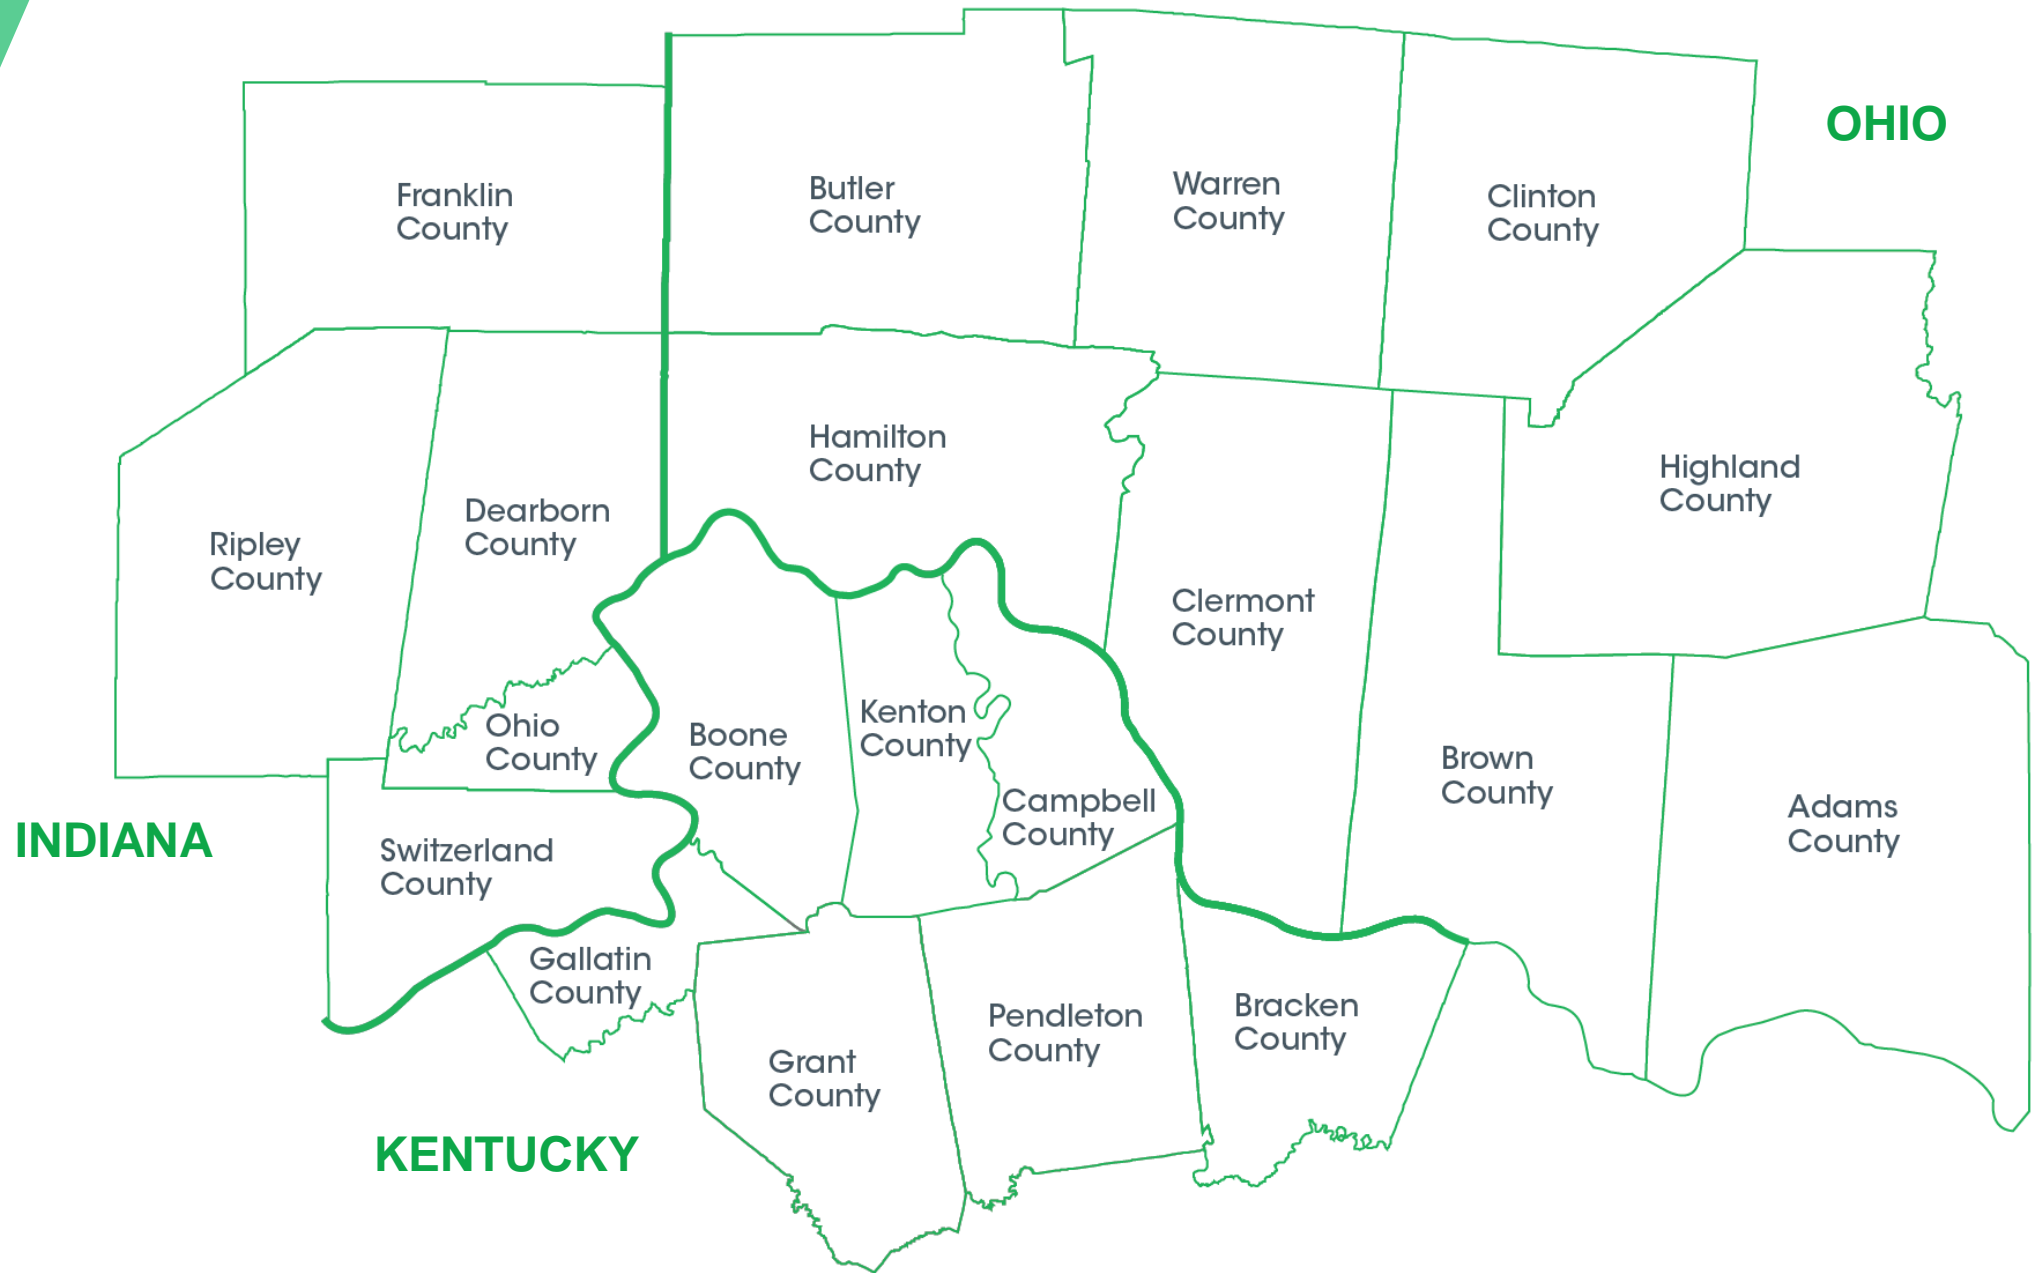 OHIO
Franklin
County
Butler
County
Warren
County
Clinton
County
Hamilton
County
Highland
County
Dearborn
County
Ripley
County
Clermont
County
Ohio
County
Boone
County
Kenton
County
Brown
County
Campbell
County
Adams
County
INDIANA
Switzerland
County
Gallatin
County
Pendleton
County
Bracken
County
Grant
County
KENTUCKY